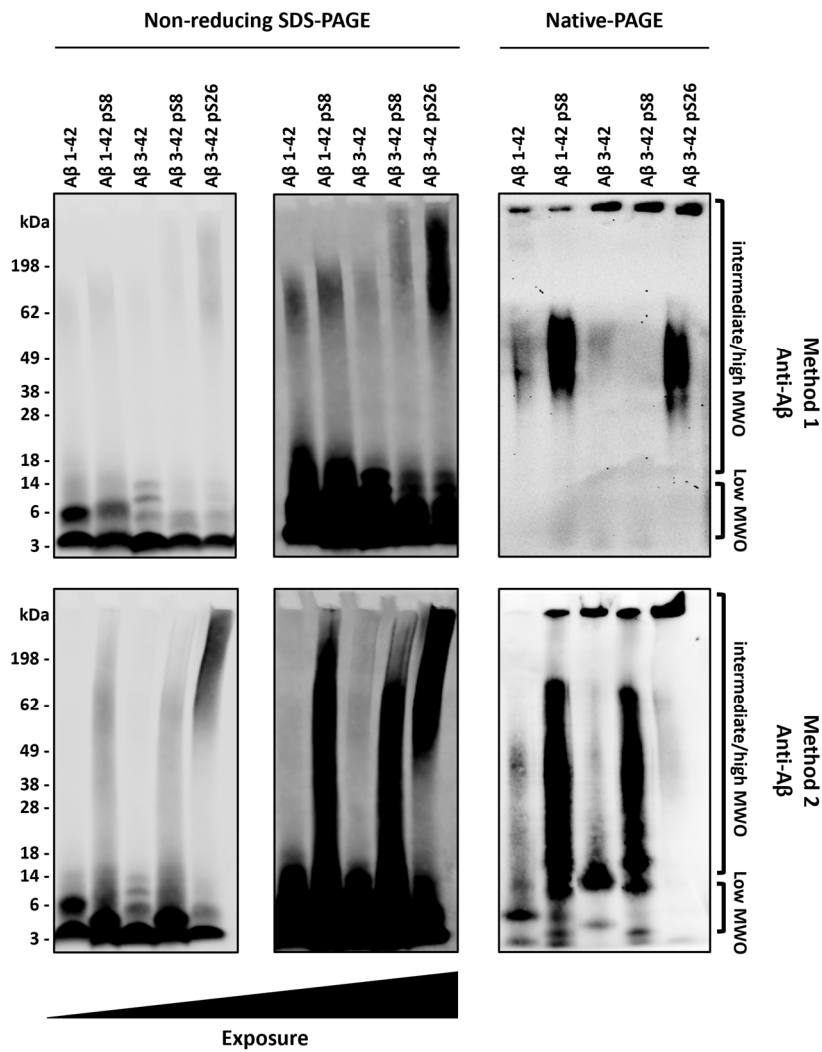 Non-reducing SDS-PAGE
Native-PAGE
Aβ 1-42
Aβ 1-42 pS8
Aβ 3-42
Aβ 3-42 pS8
Aβ 3-42 pS26
Aβ 1-42
Aβ 1-42 pS8
Aβ 3-42
Aβ 3-42 pS8
Aβ 3-42 pS26
Aβ 1-42
Aβ 1-42 pS8
Aβ 3-42
Aβ 3-42 pS8
Aβ 3-42 pS26
kDa
198 -
62 -
49 -
38 -
28 -
18 -
14 -
6 -
3 -
intermediate/high MWO
Low MWO
Method 1
Anti-Aβ
kDa
198 -
62 -
49 -
38 -
28 -
18 -
14 -
6 -
3 -
intermediate/high MWO
Low MWO
Method 2
Anti-Aβ
Exposure